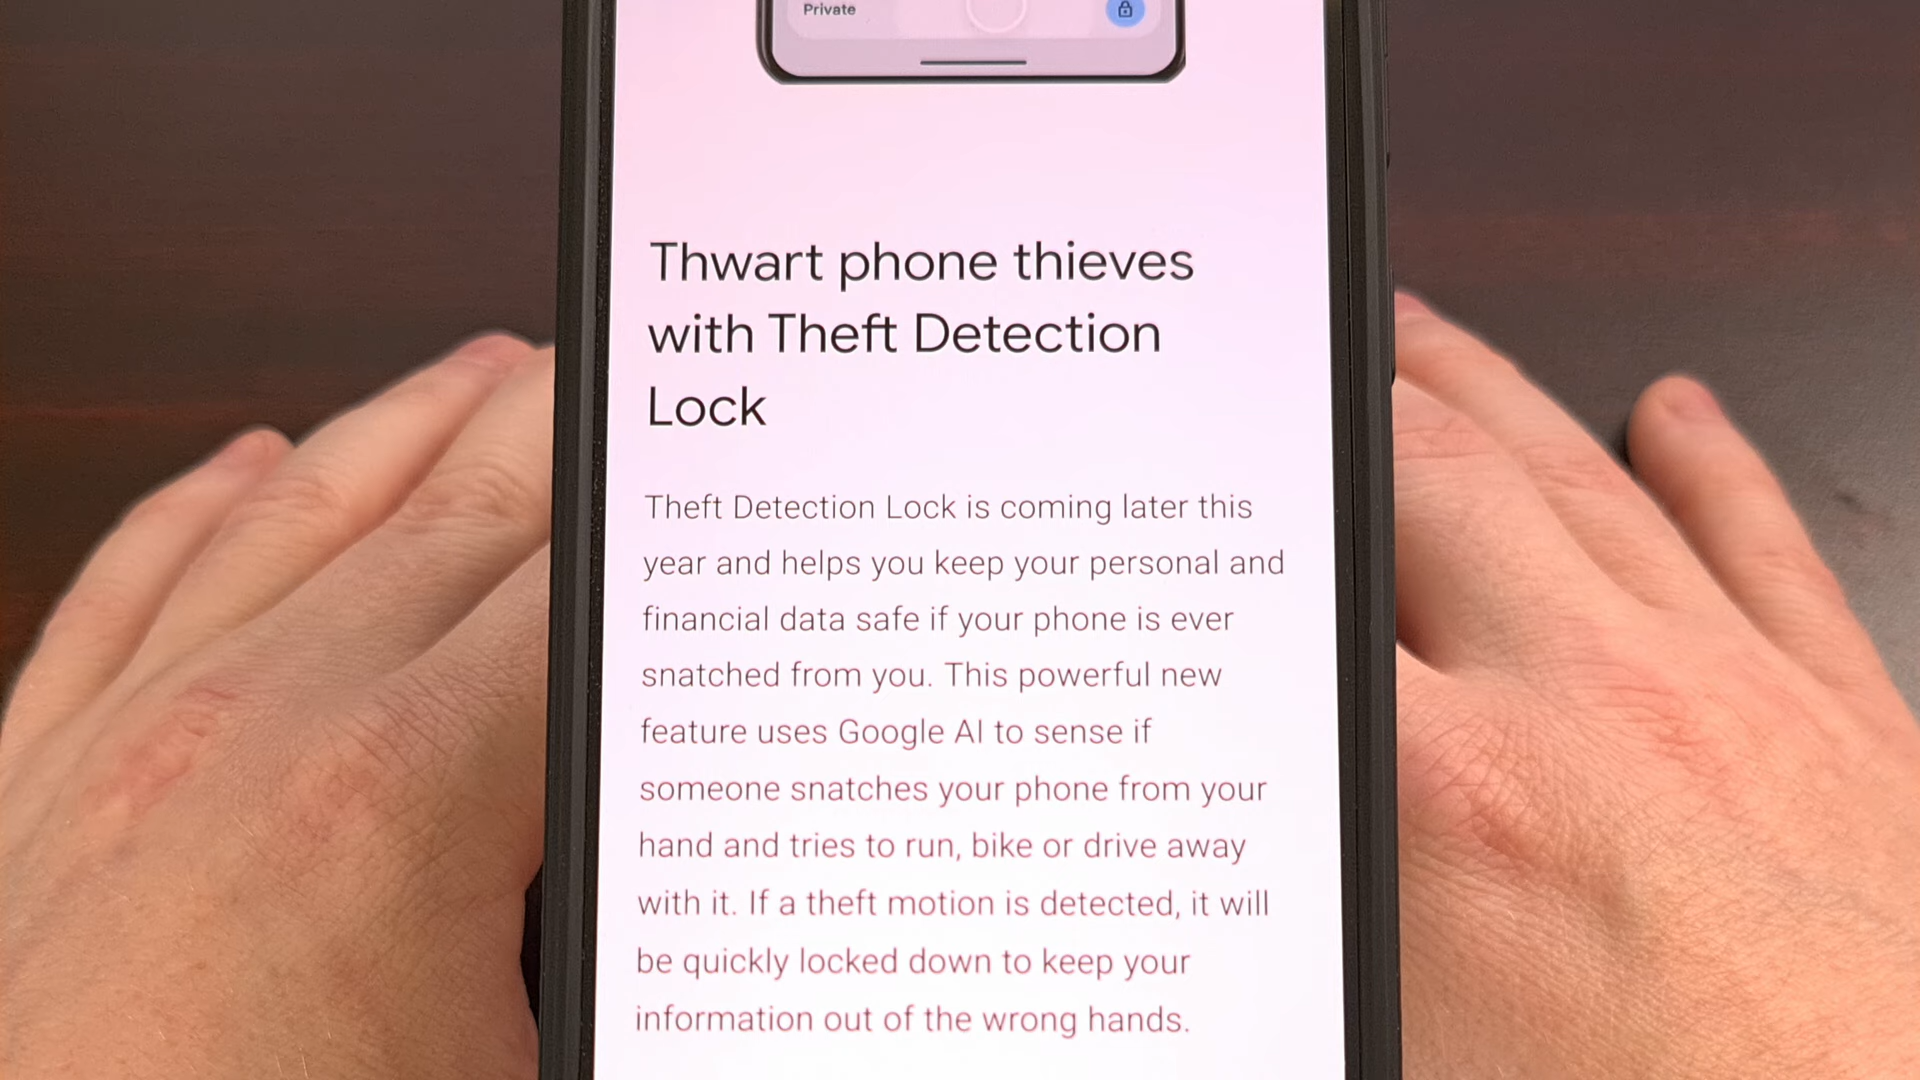 Private
Thwart phone thieves
with Theft Detection
Lock
Theft Detection Lock is coming later this
year and helps you keep your personal and
financial data safe if your phone is ever
snatched from you. This powerful new
feature uses Google AI to sense if
someone snatches your phone from your
hand and tries to run, bike or drive away
with it. If a theft motion is detected, it will
be quickly locked down to keep your
information out of the wrong hands.